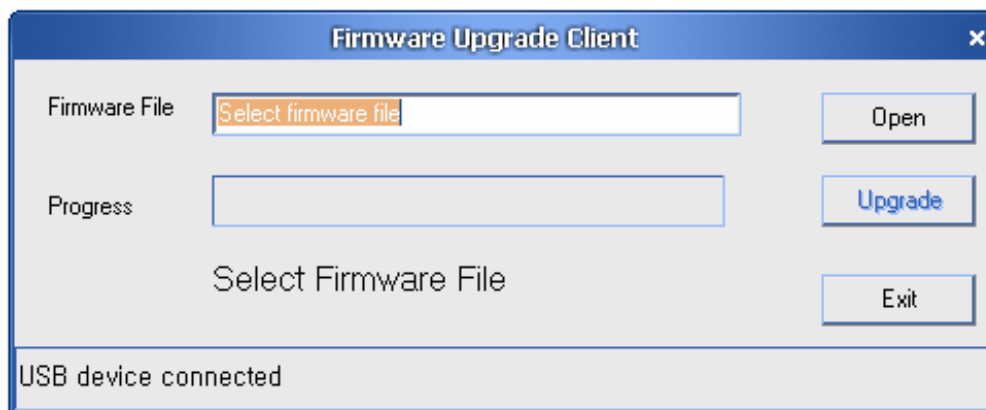 Firmware Upgrade Client
Firmware File
Select firmware file
Open
Progress
Upgrade
Select Firmware File
Exit
USB device connected